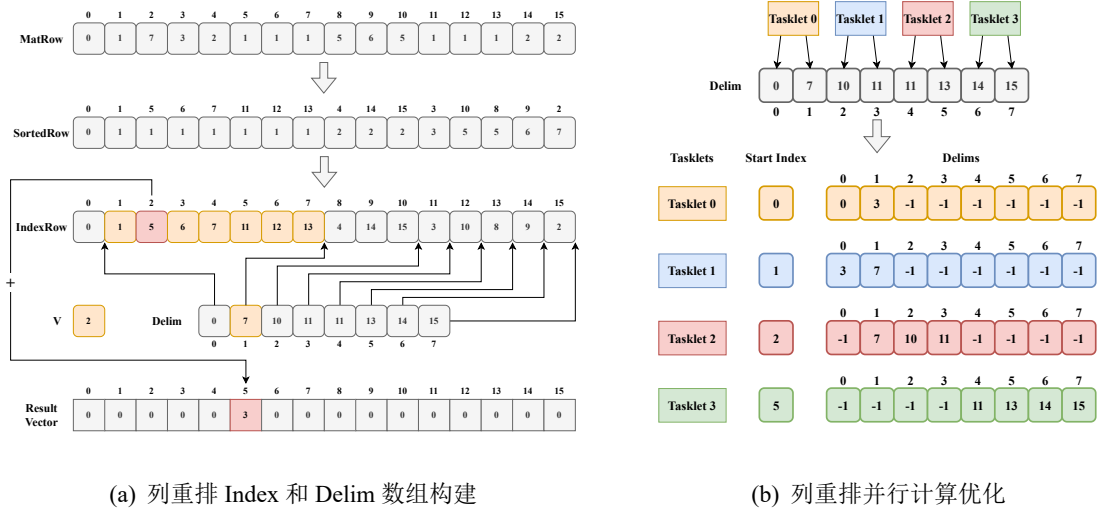 0 1 2 3 4 5 6 7 8 9 10 11 12 13 14 15
MatRow 0 1 7 3 2 1 1 1 5 6 5 1 1 1 2 2
0 1 5 6 7 11 12 13 4 14 15 3 10 8 9 2
SortedRow 0 1 1 1 1 1 1 1 2 2 2 3 5 5 6 7
0 1 2 3 4 5 6 7 8 9 10 11 12 13 14 15
IndexRow 0 1 5 6 7 11 12 13 4 14 15 3 10 8 9 2
+
V 2 Delim 0 7 10 11 11 13 14 15
0 1 2 3 4 5 6 7
0 1 2 3 4 5 6 7 8 9 10 11 12 13 14 15
Result
Vector
0 0 0 0 0 3 0 0 0 0 0 0 0 0 0 0
(a) 列重排 Index 和 Delim 数组构建
Tasklet 0 Tasklet 1 Tasklet 2 Tasklet 3
Delim 0 7 10 11 11 13 14 15
0 1 2 3 4 5 6 7
Tasklets Start Index Delims
0 1 2 3 4 5 6 7
Tasklet 0 0 0 3 -1 -1 -1 -1 -1 -1
0 1 2 3 4 5 6 7
Tasklet 1 1 3 7 -1 -1 -1 -1 -1 -1
0 1 2 3 4 5 6 7
Tasklet 2 2 -1 7 10 11 -1 -1 -1 -1
0 1 2 3 4 5 6 7
Tasklet 3 5 -1 -1 -1 -1 11 13 14 15
(b) 列重排并行计算优化